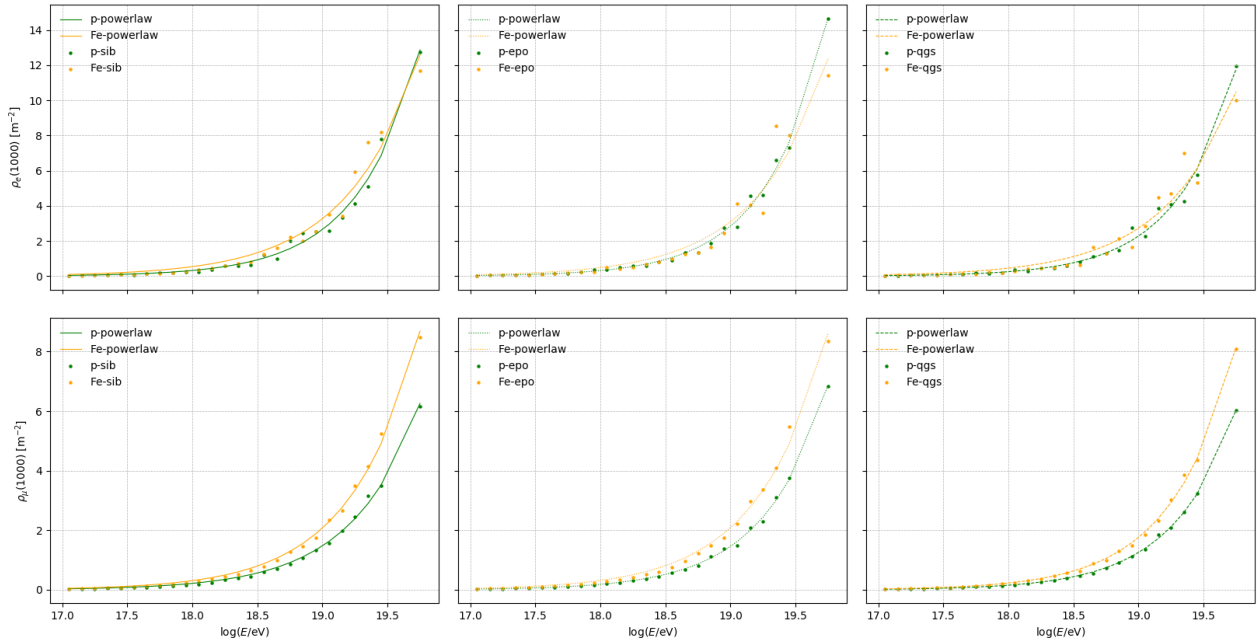 p-powerlaw
Fe-powerlaw
p-sib
Fe-sib
p-powerlaw
Fe-powerlaw
p-epo
Fe-epo
p-powerlaw
Fe-powerlaw
p-qgs
Fe-qgs
14
12
10
8
6
4
2
0
ρ_e(1000) [m⁻²]
p-powerlaw
Fe-powerlaw
p-sib
Fe-sib
p-powerlaw
Fe-powerlaw
p-epo
Fe-epo
p-powerlaw
Fe-powerlaw
p-qgs
Fe-qgs
8
6
4
2
0
ρ_μ(1000) [m⁻²]
17.0 17.5 18.0 18.5 19.0 19.5
17.0 17.5 18.0 18.5 19.0 19.5
17.0 17.5 18.0 18.5 19.0 19.5
log(E/eV)
log(E/eV)
log(E/eV)